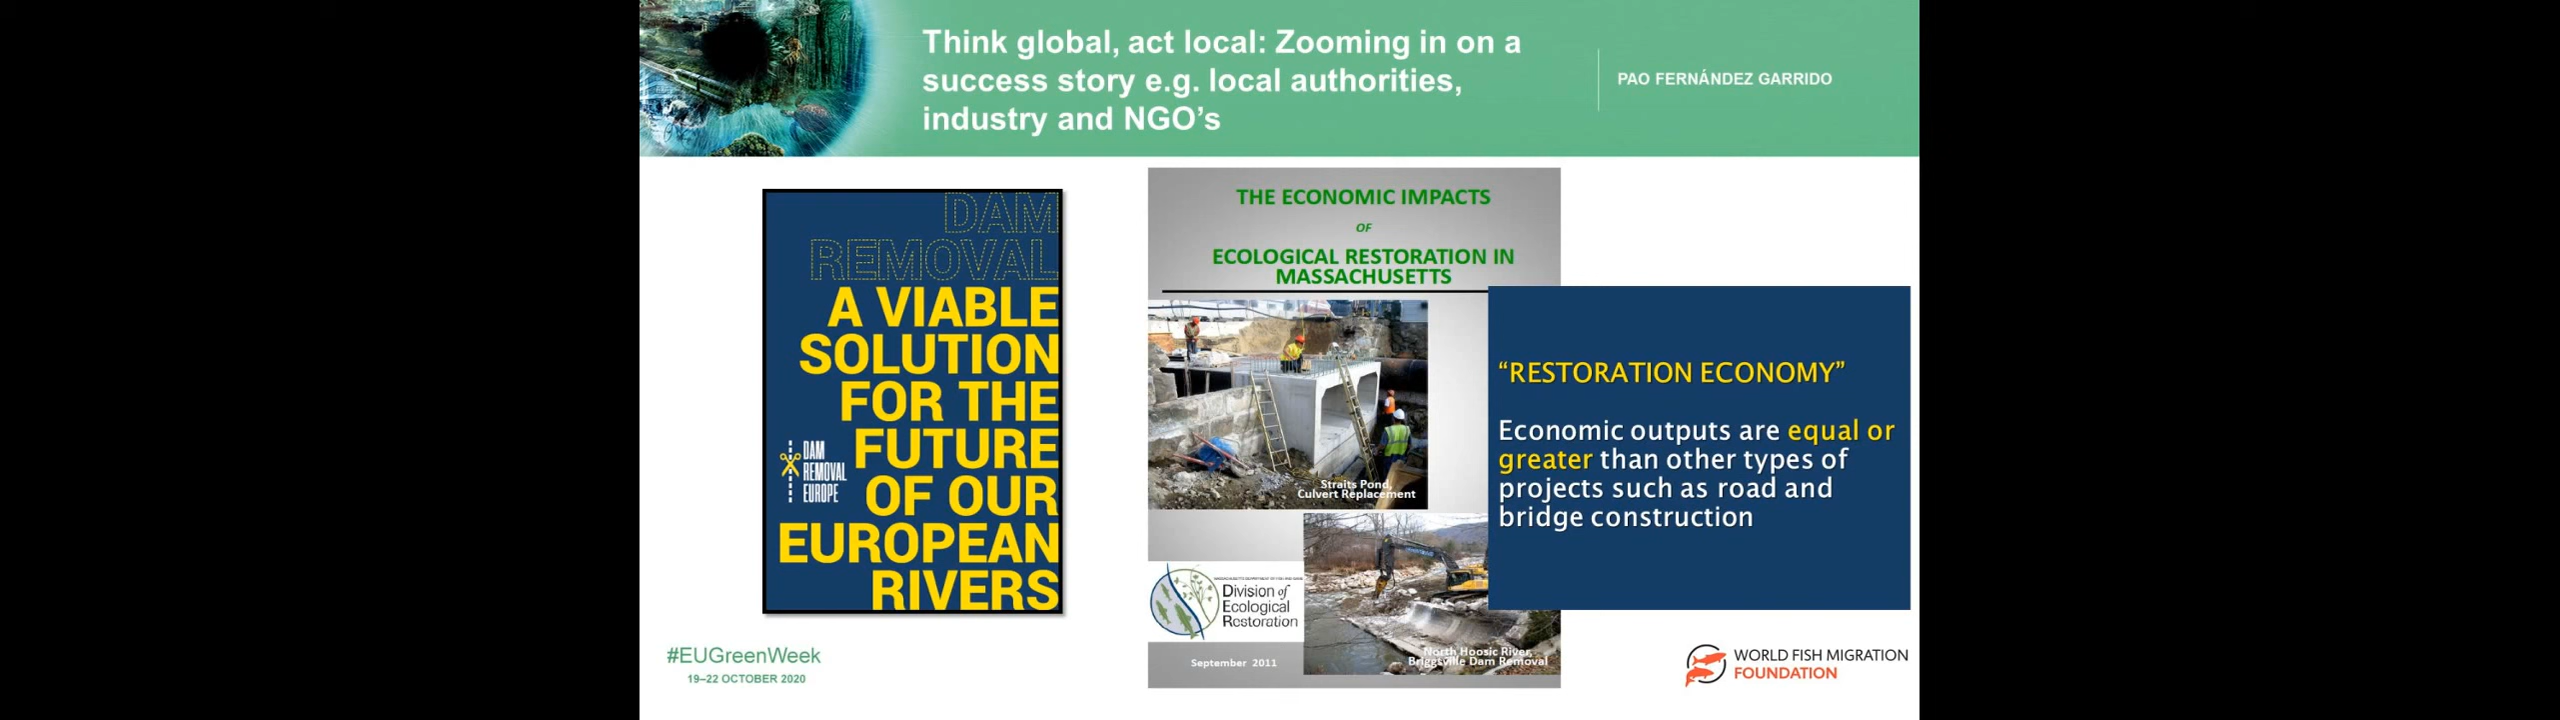 Think global, act local: Zooming in on a
success story e.g. local authorities,
industry and NGO's
PAO FERNÁNDEZ GARRIDO
DAM
REMOVAL
A VIABLE
SOLUTION
FOR THE
FUTURE
OF OUR
EUROPEAN
RIVERS
DAM
REMOVAL
EUROPE
THE ECONOMIC IMPACTS
OF
ECOLOGICAL RESTORATION IN
MASSACHUSETTS
Straits Pond,
Culvert Replacement
Division of
Ecological
Restoration
September 2011
North Hoosic River,
Briggsville Dam Removal
“RESTORATION ECONOMY”
Economic outputs are equal or
greater than other types of
projects such as road and
bridge construction
#EUGreenWeek
19–22 OCTOBER 2020
WORLD FISH MIGRATION
FOUNDATION